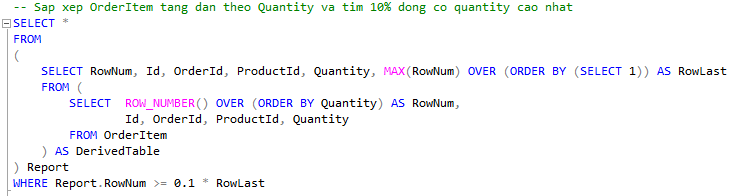 -- Sap xep OrderItem tang dan theo Quantity va tim 10% dong co quantity cao nhat
SELECT *
FROM
(
SELECT RowNum, Id, OrderId, ProductId, Quantity, MAX(RowNum) OVER (ORDER BY (SELECT 1)) AS RowLast
FROM (
SELECT ROW_NUMBER() OVER (ORDER BY Quantity) AS RowNum,
Id, OrderId, ProductId, Quantity
FROM OrderItem
) AS DerivedTable
) Report
WHERE Report.RowNum >= 0.1 * RowLast